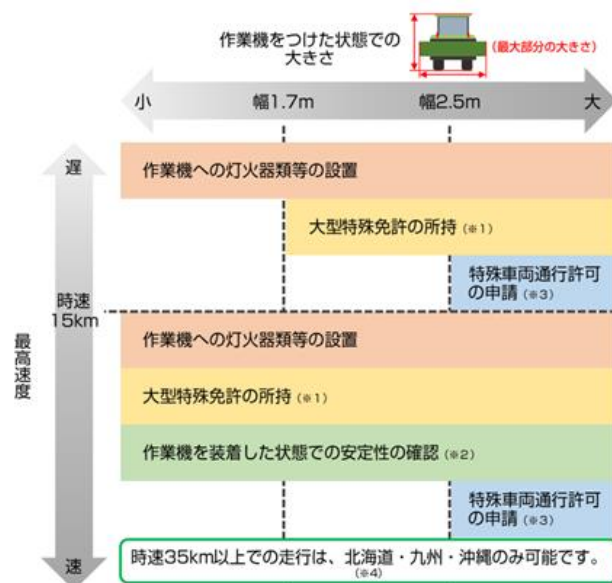 作業機をつけた状態での
大きさ
(最大部分の大きさ)
小
幅1.7m
幅2.5m
大
遅
作業機への灯火器類等の設置
大型特殊免許の所持 (※1)
特殊車両通行許可
の申請 (※3)
時速
15km
最高速度
作業機への灯火器類等の設置
大型特殊免許の所持 (※1)
作業機を装着した状態での安定性の確認 (※2)
特殊車両通行許可
の申請 (※3)
速
時速35km以上での走行は、北海道・九州・沖縄のみ可能です。
(※4)